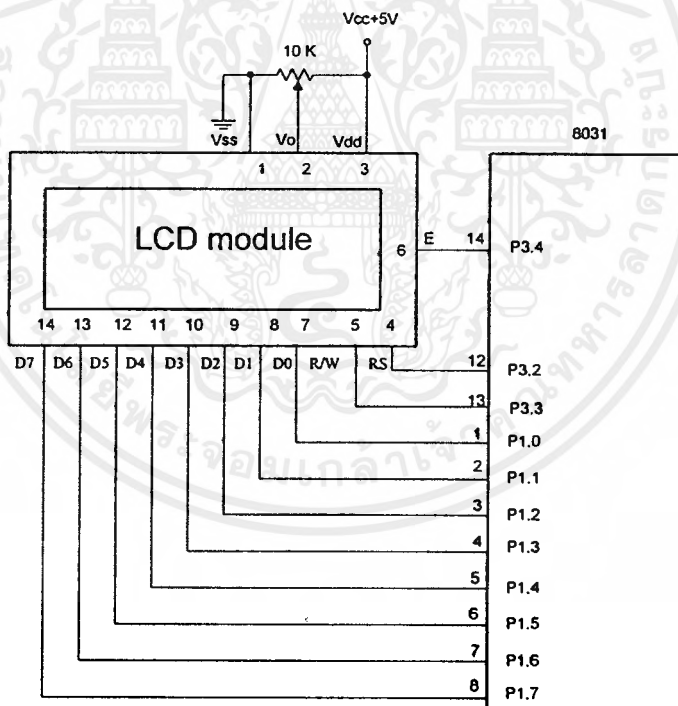 Vcc+5V
10 K
8031
Vss Vo Vdd
1 2 3
LCD module
6 E 14 P3.4
14 13 12 11 10 9 8 7 5 4
D7 D6 D5 D4 D3 D2 D1 D0 R/W RS
12 P3.2
13 P3.3
1 P1.0
2 P1.1
3 P1.2
4 P1.3
5 P1.4
6 P1.5
7 P1.6
8 P1.7